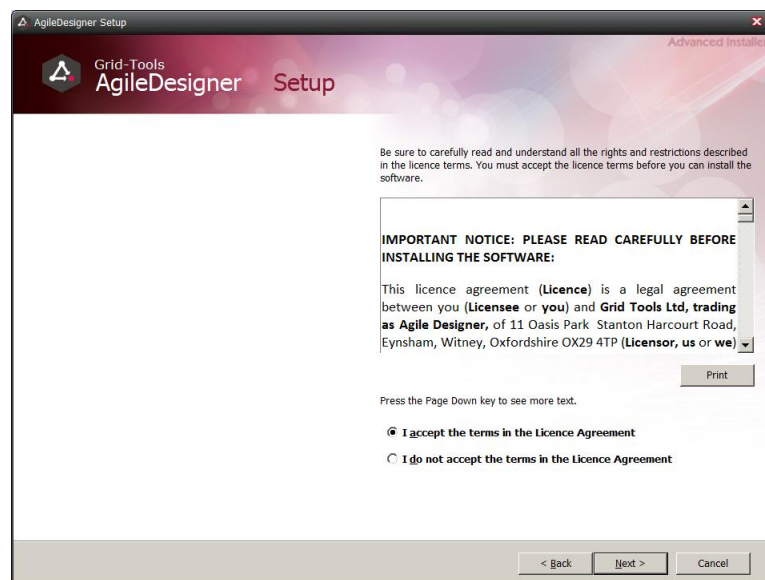 AgileDesigner Setup
Advanced Installe
Grid-Tools
AgileDesigner Setup
Be sure to carefully read and understand all the rights and restrictions described
in the licence terms. You must accept the licence terms before you can install the
software.
IMPORTANT NOTICE: PLEASE READ CAREFULLY BEFORE
INSTALLING THE SOFTWARE:
This licence agreement (Licence) is a legal agreement
between you (Licensee or you) and Grid Tools Ltd, trading
as Agile Designer, of 11 Oasis Park Stanton Harcourt Road,
Eynsham, Witney, Oxfordshire OX29 4TP (Licensor, us or we)
Print
Press the Page Down key to see more text.
I accept the terms in the Licence Agreement
I do not accept the terms in the Licence Agreement
< Back Next > Cancel